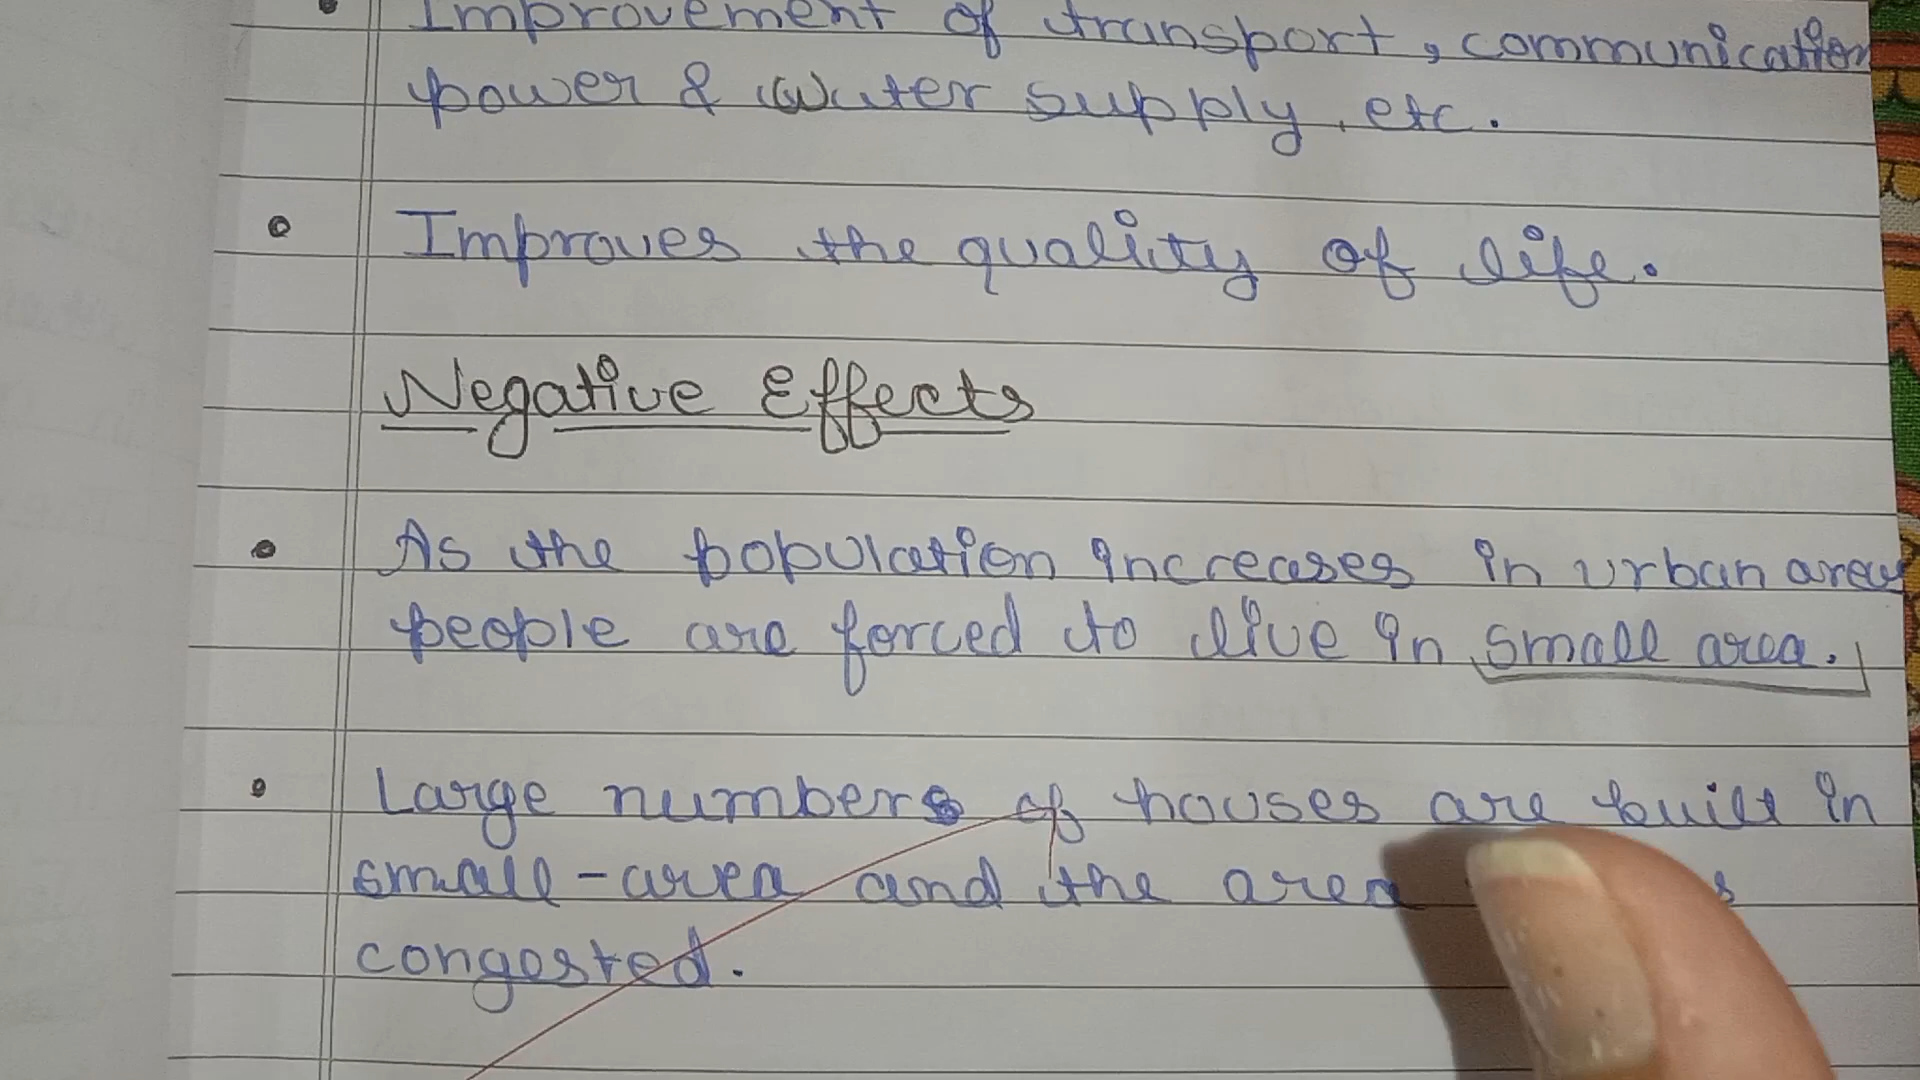 Improvement of transport, communication
power & water supply, etc.
Improves the quality of life.
Negative Effects
As the population increases in urban areas
people are forced to live in small area.
Large numbers of houses are built in
small-area and the area
congested.